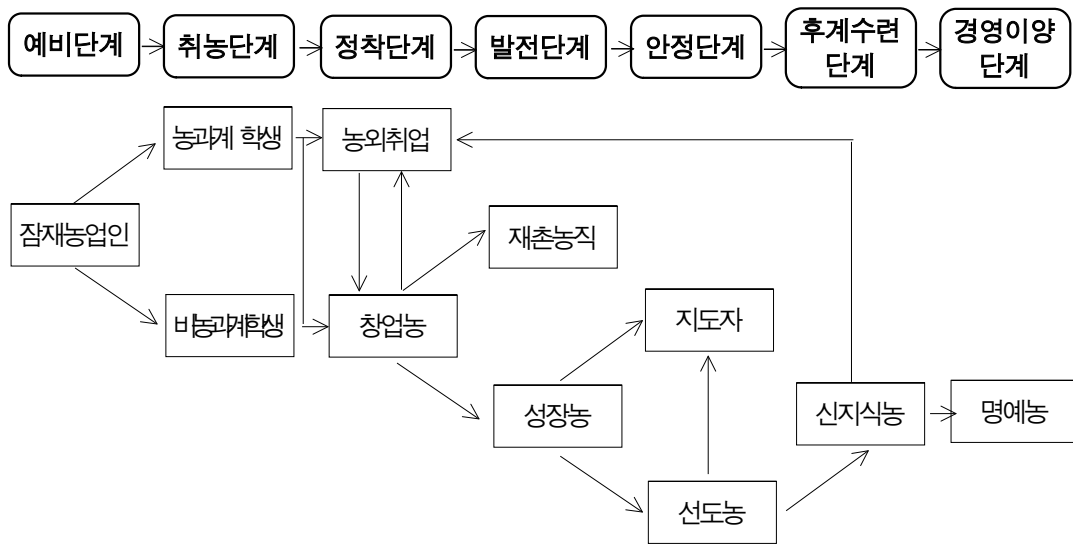 예비단계
취농단계
정착단계
발전단계
안정단계
후계수련
단계
경영이양
단계
농과계 학생
농외취업
잠재농업인
재촌농직
비농과계학생
창업농
지도자
성장농
신지식농
명예농
선도농